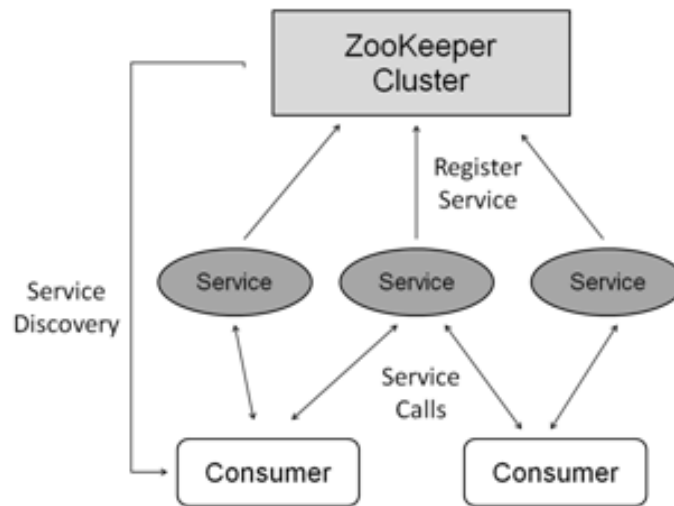 ZooKeeper
Cluster
Register
Service
Service
Service
Service
Service
Discovery
Service
Calls
Consumer
Consumer